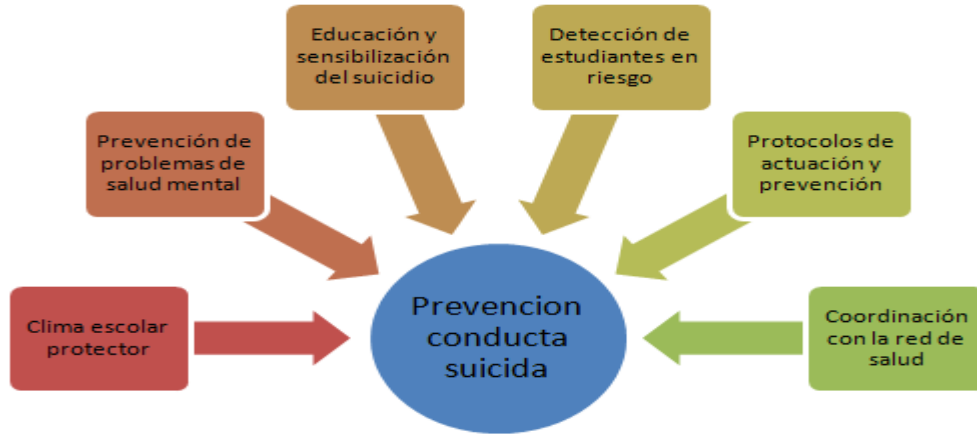 Educación y
sensibilización
del suicidio
Detección de
estudiantes en
riesgo
Prevención de
problemas de
salud mental
Protocolos de
actuación y
prevención
Clima escolar
protector
Prevencion
conducta
suicida
Coordinación
con la red de
salud